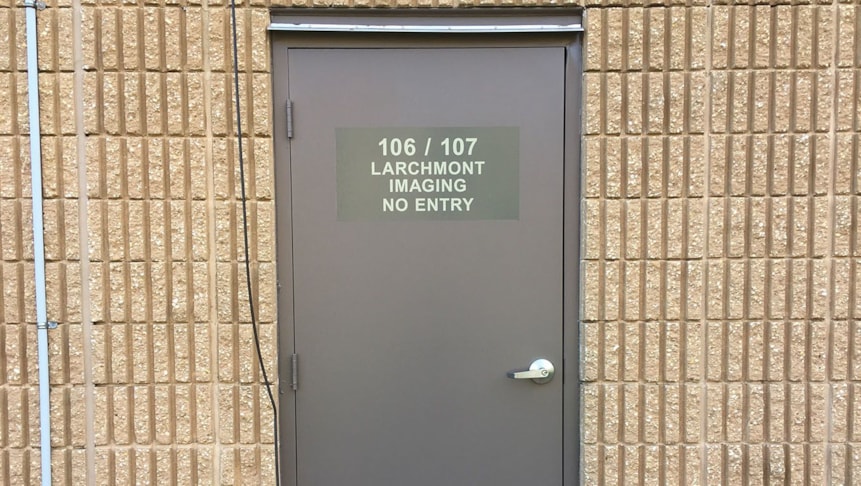 106 / 107
LARCHMONT
IMAGING
NO ENTRY